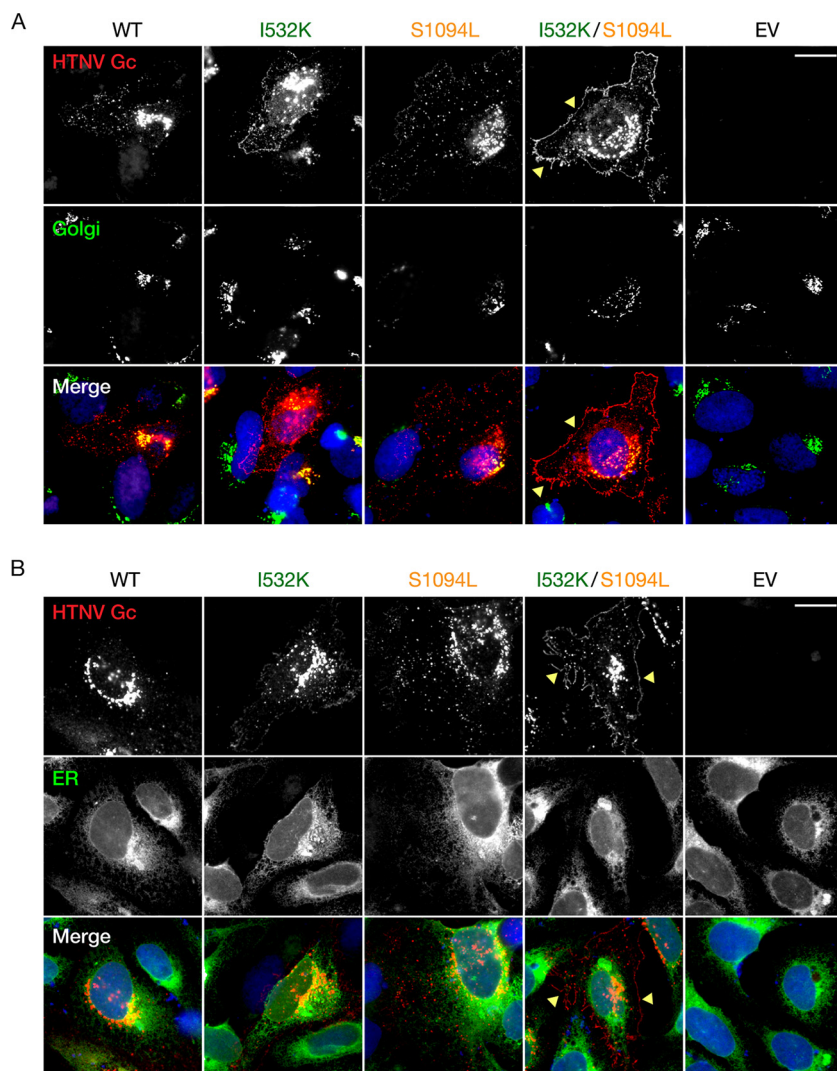 A
WT I532K S1094L I532K/S1094L EV
HTNV Gc
Golgi
Merge
B
WT I532K S1094L I532K/S1094L EV
HTNV Gc
ER
Merge